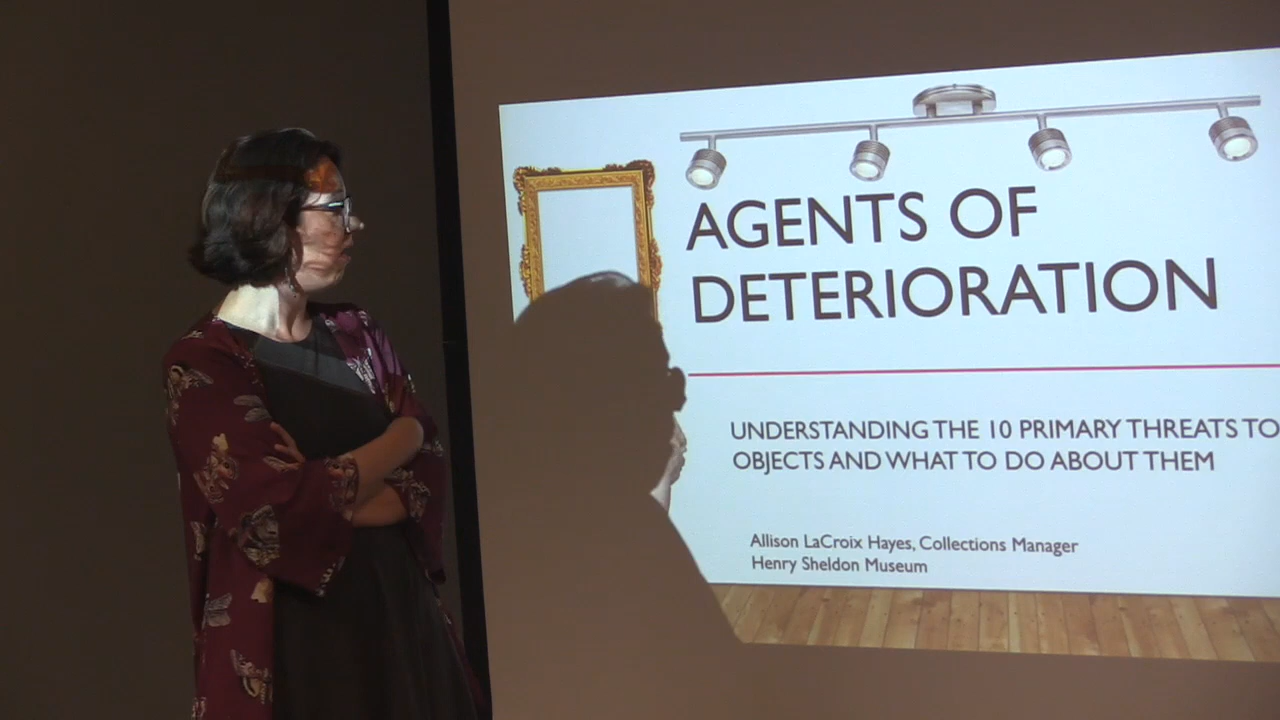 AGENTS OF
DETERIORATION
UNDERSTANDING THE 10 PRIMARY THREATS TO
OBJECTS AND WHAT TO DO ABOUT THEM
Allison LaCroix Hayes, Collections Manager
Henry Sheldon Museum